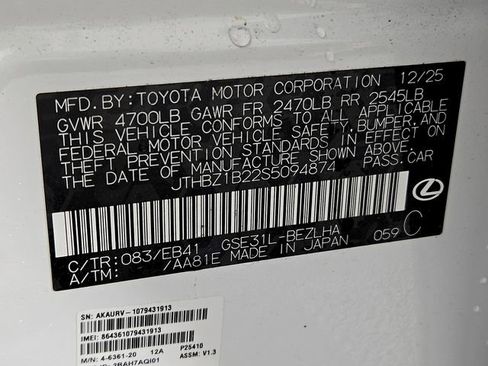 MFD. BY: TOYOTA MOTOR CORPORATION 12/25
GVWR 4700LB GAWR FR 2470LB RR 2545LB
THIS VEHICLE CONFORMS TO ALL APPLICABLE
FEDERAL MOTOR VEHICLE SAFETY, BUMPER, AND
THEFT PREVENTION STANDARDS IN EFFECT ON
THE DATE OF MANUFACTURE SHOWN ABOVE.
JTHBZ1B22S5094874 PASS. CAR
C/TR: 083/EB41 GSE31L-BEZLHA 059 C
A/TM: /AA81E MADE IN JAPAN
SN: AKAURV-1079431913
IMEI: 864361079431913
4-6361-20 12A P25410
3BAH7AQI01 ASSM: V1.3